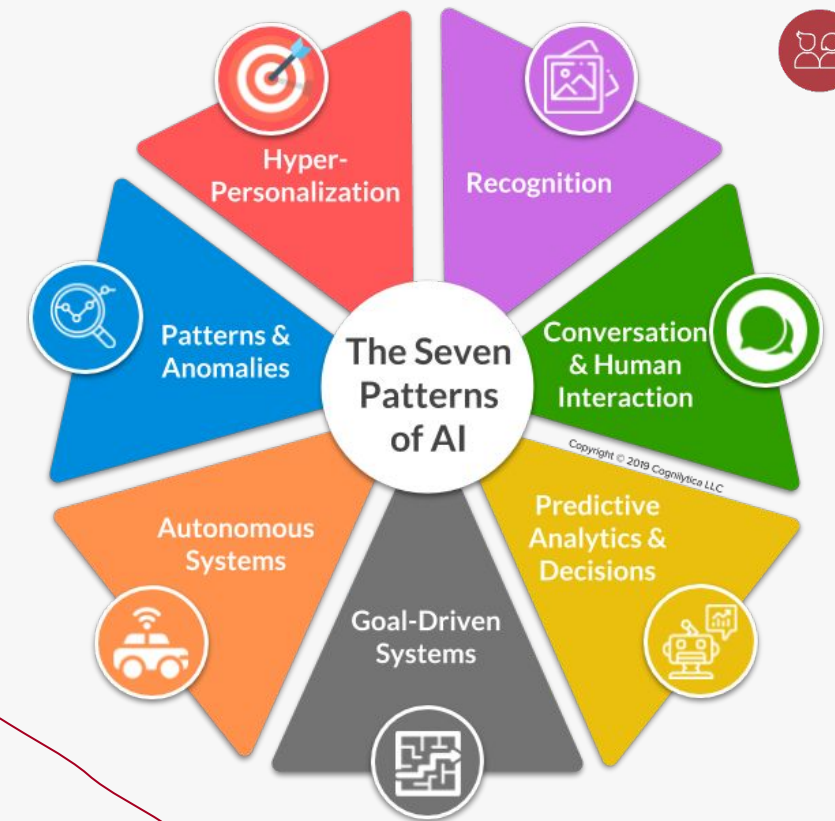 Hyper-
Personalization
Recognition
Patterns &
Anomalies
The Seven
Patterns
of AI
Conversation
& Human
Interaction
Copyright © 2019 Cognilytica LLC
Autonomous
Systems
Predictive
Analytics &
Decisions
Goal-Driven
Systems